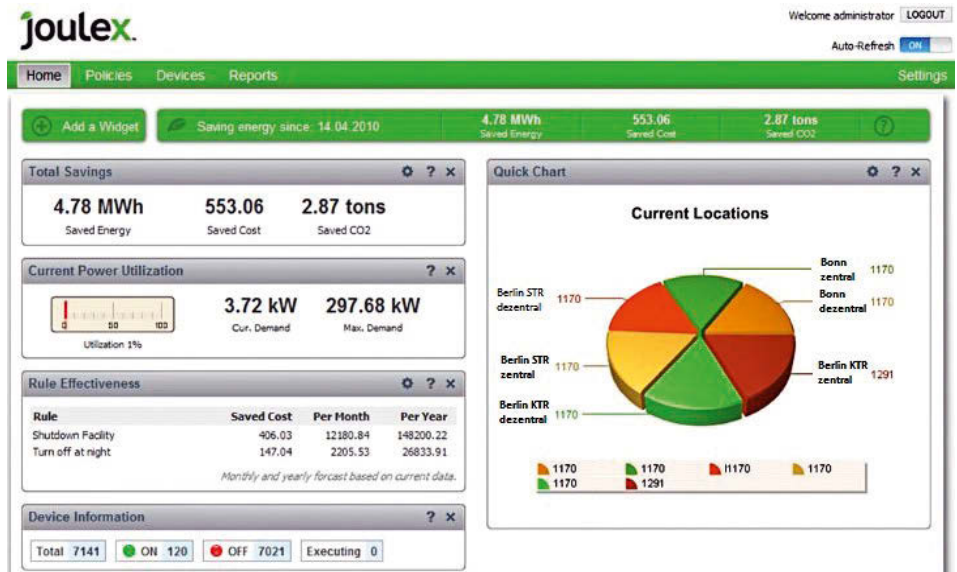 joulex.
Welcome administrator LOGOUT
Auto-Refresh ON
Home Policies Devices Reports Settings
Add a Widget
Saving energy since: 14.04.2010
4.78 MWh 553.06 2.87 tons
Saved Energy Saved Cost Saved CO2
?
Total Savings ? ×
4.78 MWh 553.06 2.87 tons
Saved Energy Saved Cost Saved CO2
Current Power Utilization ? ×
0 50 100
Utilization 1%
3.72 kW 297.68 kW
Cur. Demand Max. Demand
Rule Effectiveness ? ×
Rule Saved Cost Per Month Per Year
Shutdown Facility 406.03 12180.84 148200.22
Turn off at night 147.04 2205.53 26833.91
Monthly and yearly forcast based on current data.
Device Information ? ×
Total 7141 ON 120 OFF 7021 Executing 0
Quick Chart ? ×
Current Locations
Bonn
zentral 1170
Bonn
dezentral 1170
Berlin STR
dezentral 1170
Berlin STR
zentral 1170
Berlin KTR
zentral 1291
Berlin KTR
dezentral 1170
1170 1170 I1170 1170
1170 1291